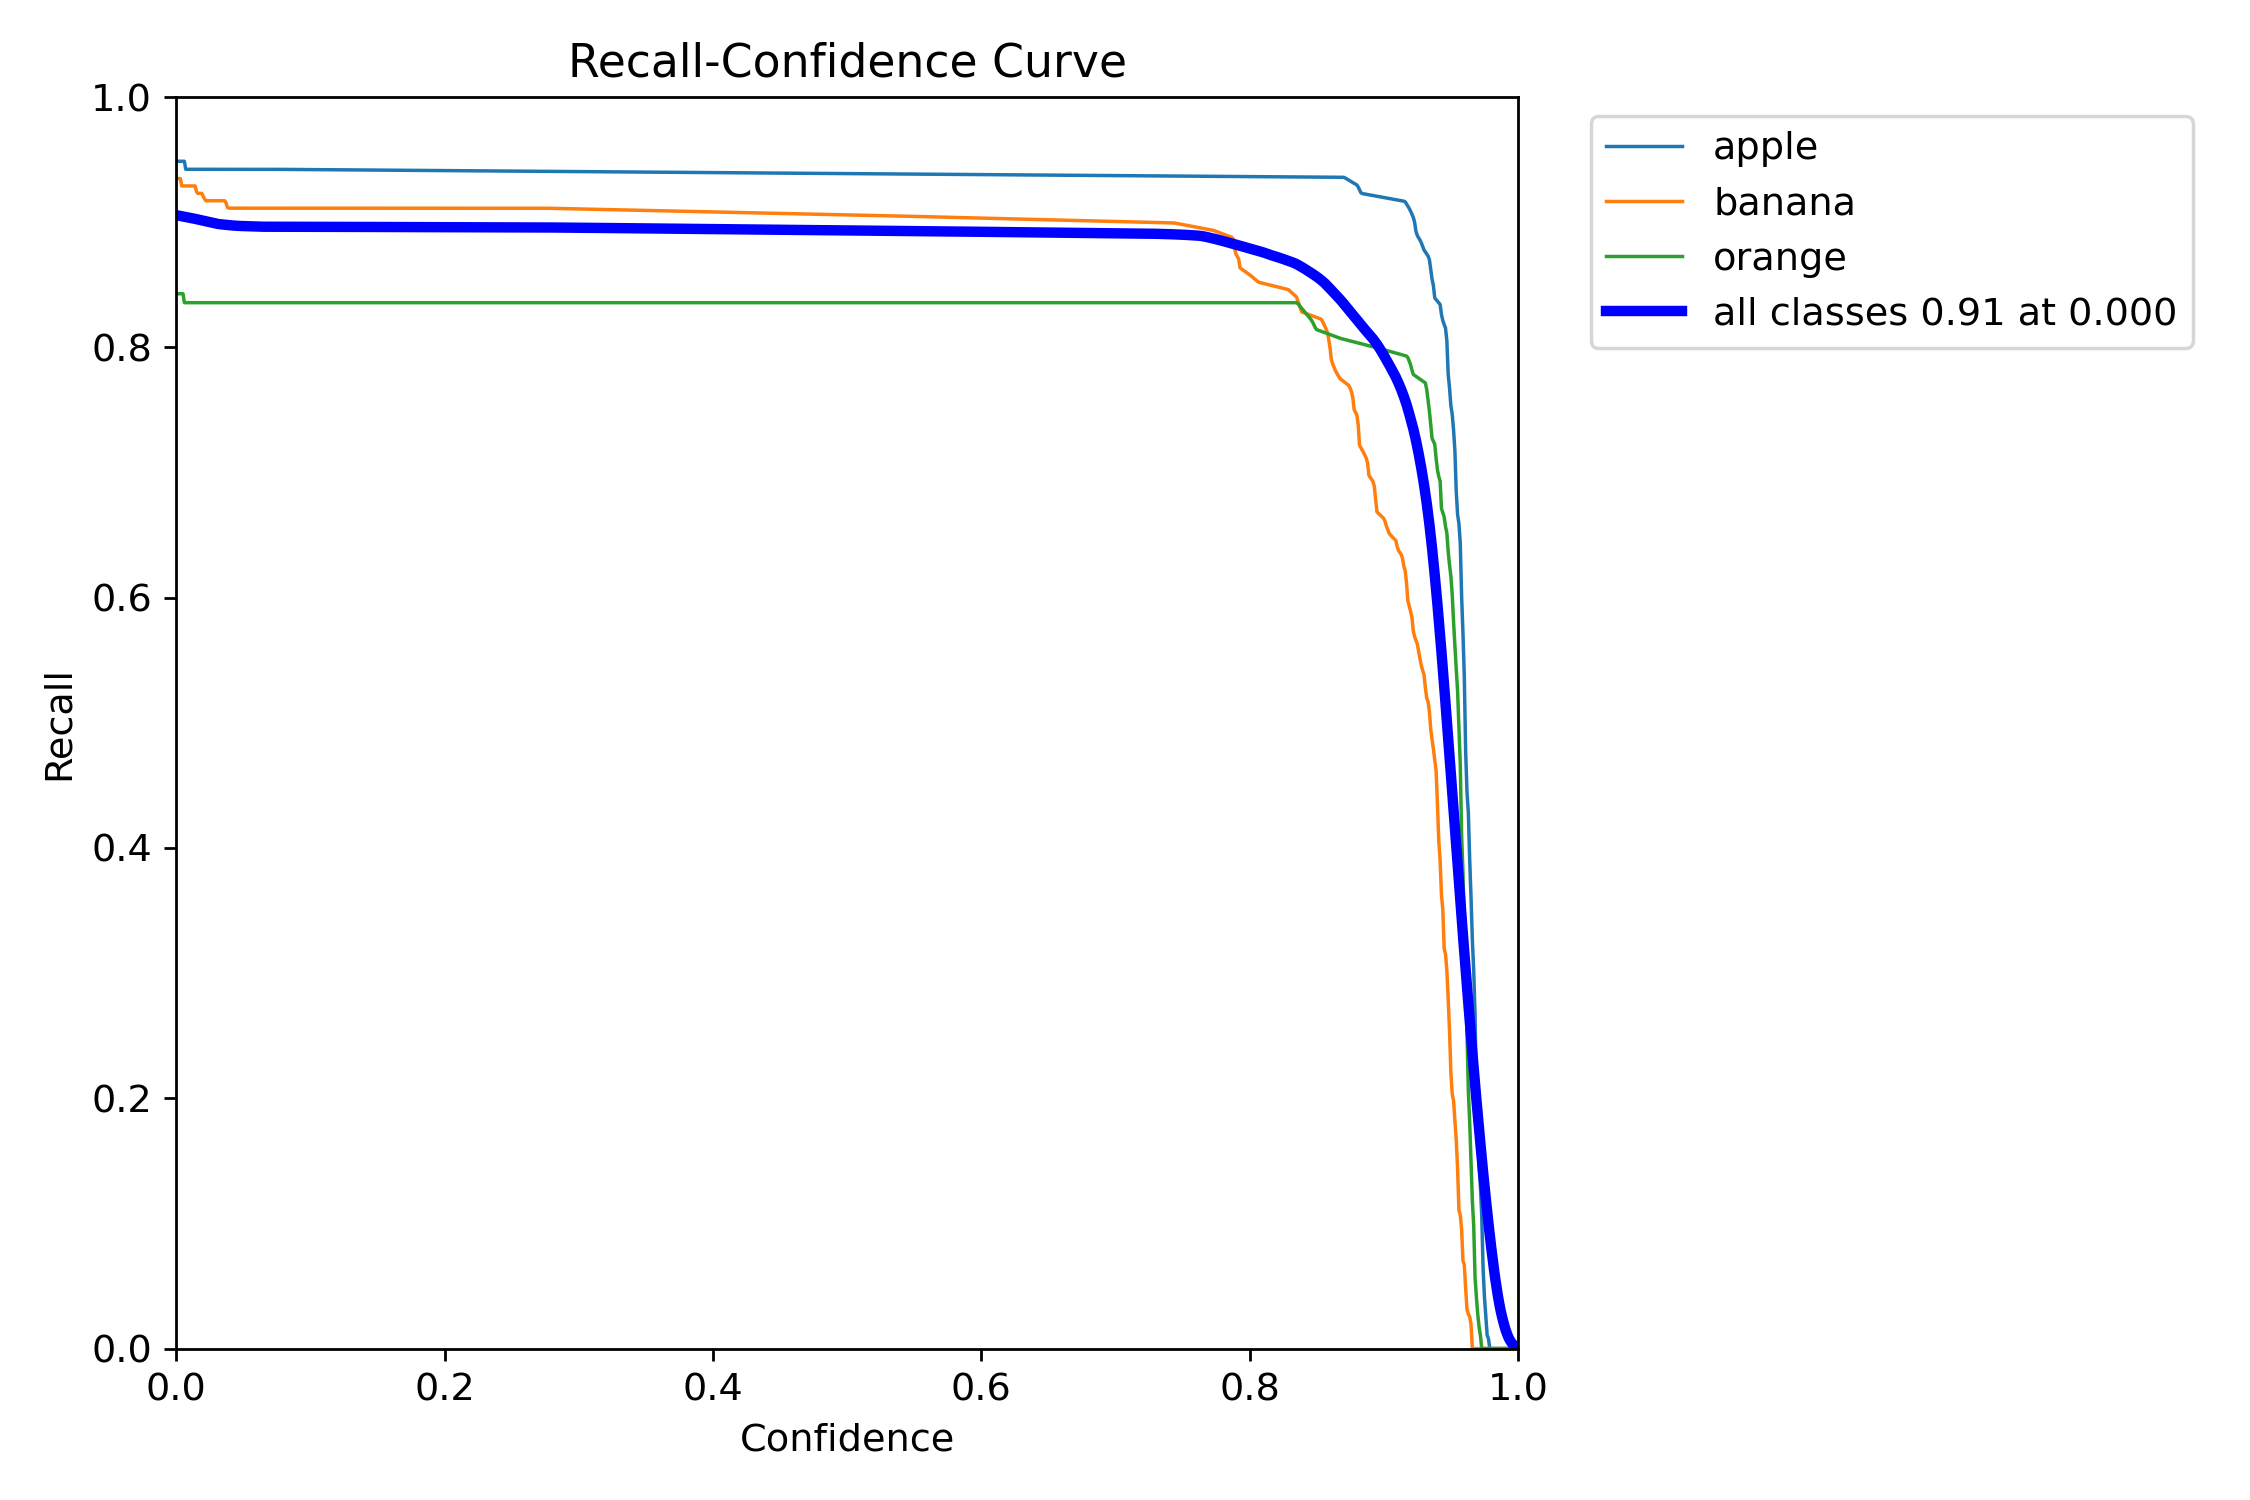 Recall-Confidence Curve
1.0
0.8
0.6
0.4
0.2
0.0
Recall
0.0 0.2 0.4 0.6 0.8 1.0
Confidence
apple
banana
orange
all classes 0.91 at 0.000